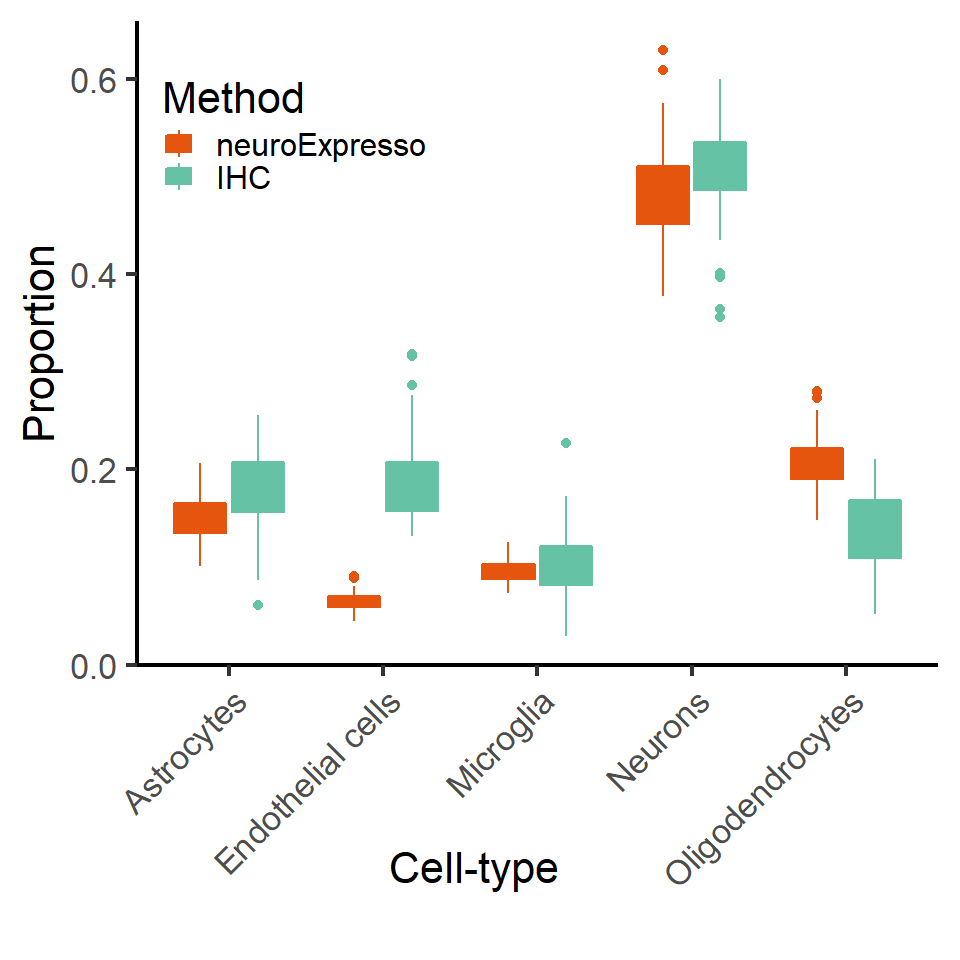 Method
neuroExpresso
IHC
Proportion
0.6
0.4
0.2
0.0
Astrocytes
Endothelial cells
Microglia
Neurons
Oligodendrocytes
Cell-type